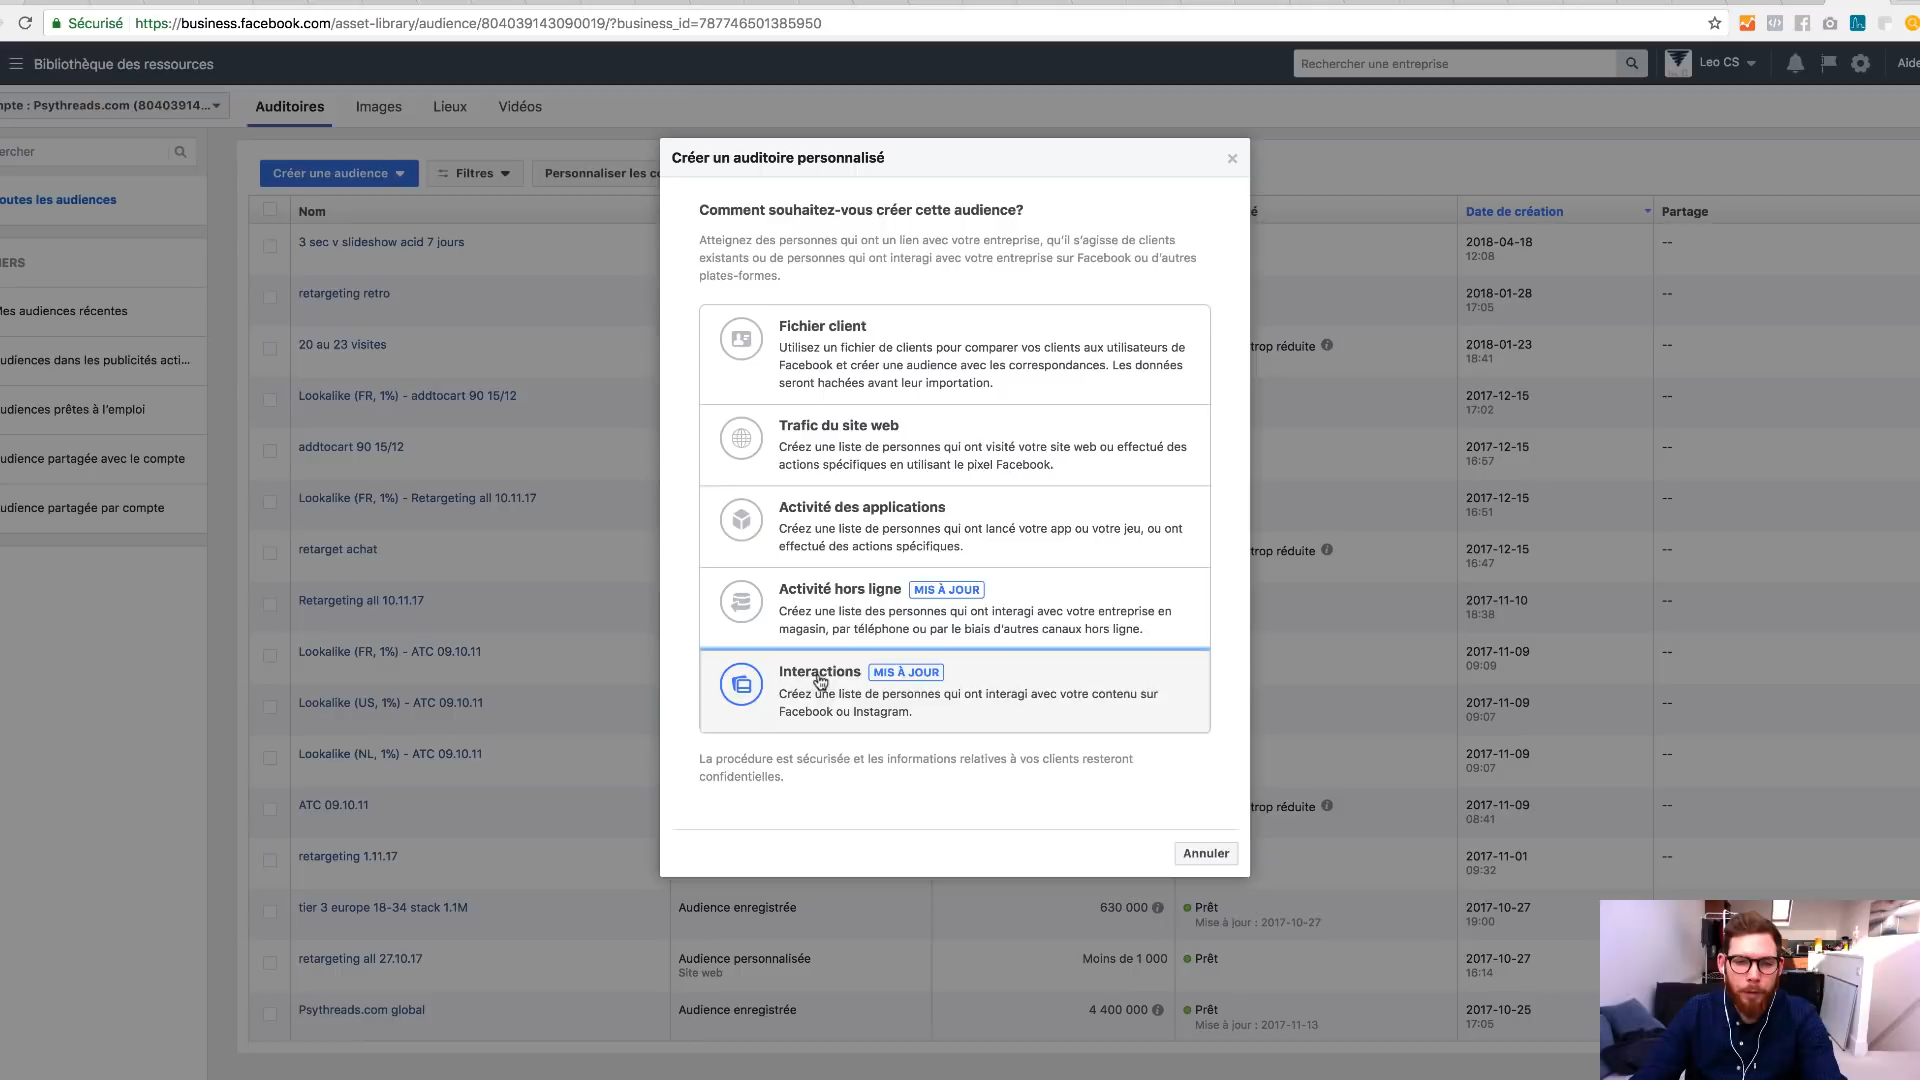 Sécurisé https://business.facebook.com/asset-library/audience/804039143090019/?business_id=787746501385950
Bibliothèque des ressources
Rechercher une entreprise
Leo CS
Aide
mpte : Psythreads.com (80403914...
Auditoires Images Lieux Vidéos
ercher
Créer une audience
Filtres
Personnaliser les co
outes les audiences
IERS
Mes audiences récentes
udiences dans les publicités acti...
udiences prêtes à l'emploi
udience partagée avec le compte
udience partagée par compte
Nom
é
Date de création
Partage
3 sec v slideshow acid 7 jours
2018-04-18
--
12:08
retargeting retro
2018-01-28
--
17:05
20 au 23 visites
trop réduite
2018-01-23
--
18:41
Lookalike (FR, 1%) - addtocart 90 15/12
2017-12-15
--
17:02
addtocart 90 15/12
2017-12-15
--
16:57
Lookalike (FR, 1%) - Retargeting all 10.11.17
2017-12-15
--
16:51
retarget achat
trop réduite
2017-12-15
--
16:47
Retargeting all 10.11.17
2017-11-10
--
18:38
Lookalike (FR, 1%) - ATC 09.10.11
2017-11-09
--
09:09
Lookalike (US, 1%) - ATC 09.10.11
2017-11-09
--
09:07
Lookalike (NL, 1%) - ATC 09.10.11
2017-11-09
--
09:07
ATC 09.10.11
trop réduite
2017-11-09
--
08:41
retargeting 1.11.17
2017-11-01
--
09:32
tier 3 europe 18-34 stack 1.1M
Audience enregistrée
630 000
Prêt
Mise à jour : 2017-10-27
2017-10-27
19:00
retargeting all 27.10.17
Audience personnalisée
Site web
Moins de 1 000
Prêt
2017-10-27
16:14
Psythreads.com global
Audience enregistrée
4 400 000
Prêt
Mise à jour : 2017-11-13
2017-10-25
17:05
Créer un auditoire personnalisé
Comment souhaitez-vous créer cette audience?
Atteignez des personnes qui ont un lien avec votre entreprise, qu'il s'agisse de clients
existants ou de personnes qui ont interagi avec votre entreprise sur Facebook ou d'autres
plates-formes.
Fichier client
Utilisez un fichier de clients pour comparer vos clients aux utilisateurs de
Facebook et créer une audience avec les correspondances. Les données
seront hachées avant leur importation.
Trafic du site web
Créez une liste de personnes qui ont visité votre site web ou effectué des
actions spécifiques en utilisant le pixel Facebook.
Activité des applications
Créez une liste de personnes qui ont lancé votre app ou votre jeu, ou ont
effectué des actions spécifiques.
Activité hors ligne MIS À JOUR
Créez une liste des personnes qui ont interagi avec votre entreprise en
magasin, par téléphone ou par le biais d'autres canaux hors ligne.
Interactions MIS À JOUR
Créez une liste de personnes qui ont interagi avec votre contenu sur
Facebook ou Instagram.
La procédure est sécurisée et les informations relatives à vos clients resteront
confidentielles.
Annuler